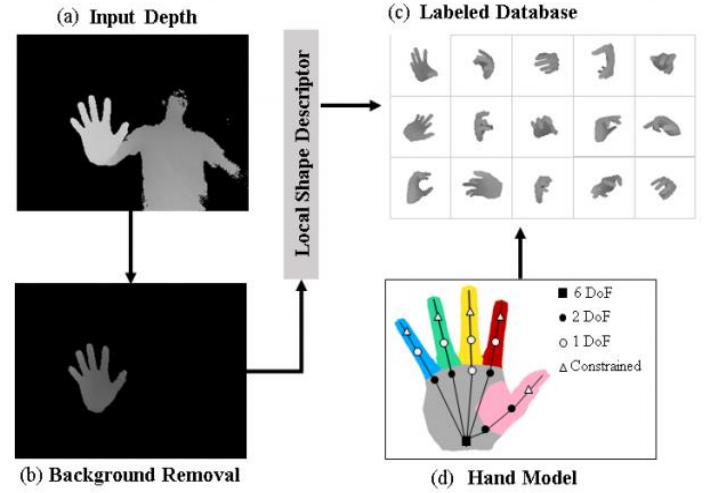 (a) Input Depth
(c) Labeled Database
Local Shape Descriptor
6 DoF
2 DoF
1 DoF
Constrained
(b) Background Removal
(d) Hand Model